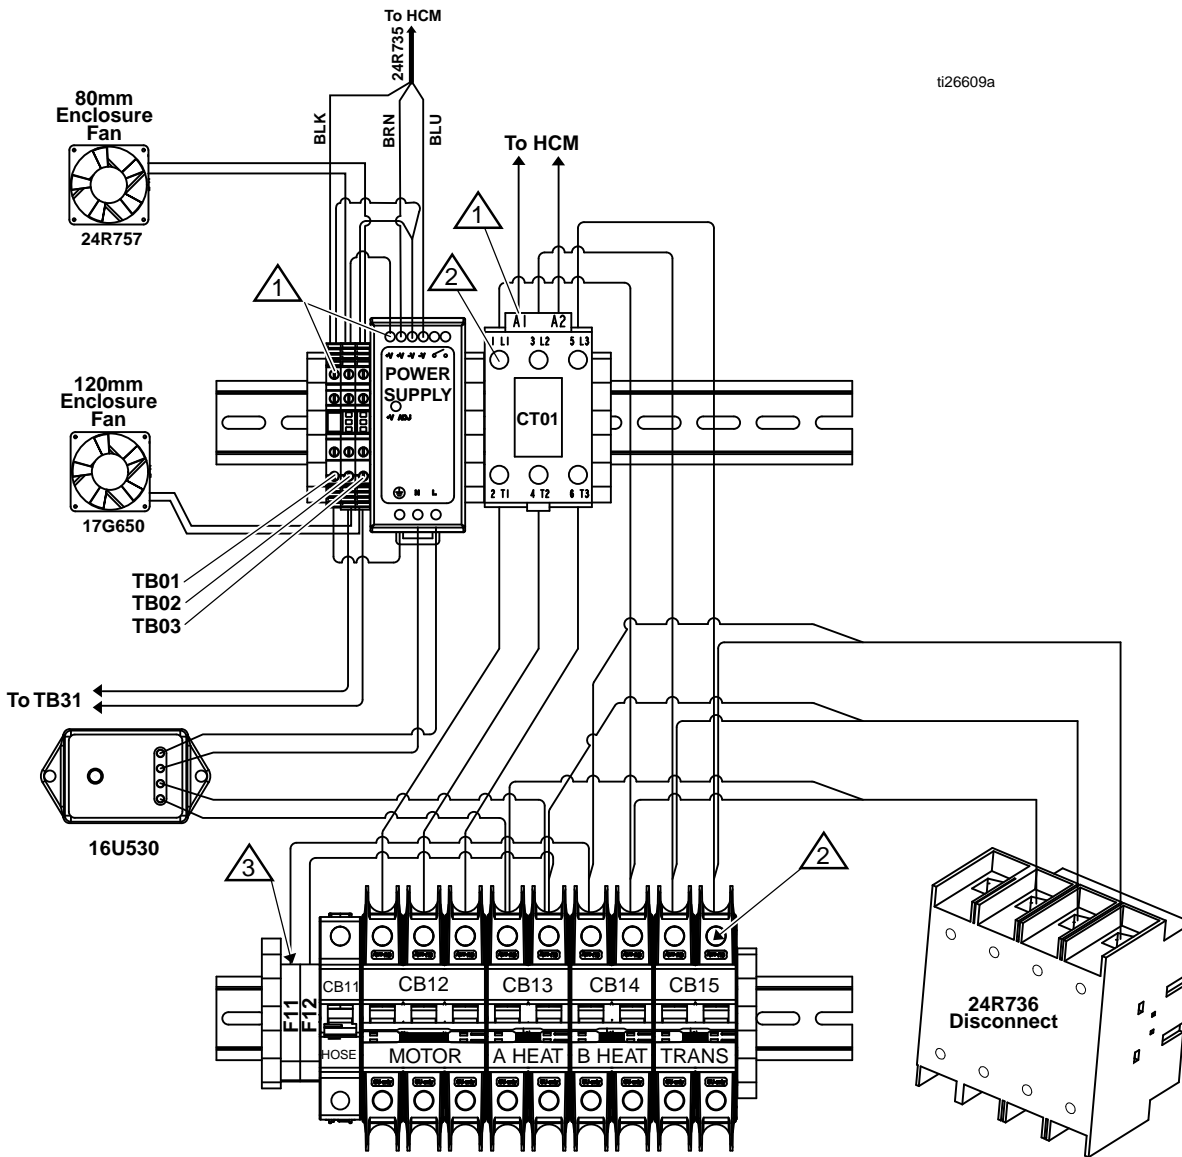 To HCM
24R735
ti26609a
80mm
Enclosure
Fan
24R757
BLK
BRN
BLU
To HCM
1
2
1
A1 A2
1 L1 3 L2 5 L3
+V +V -V -V
POWER
SUPPLY
+V ADJ
CT01
120mm
Enclosure
Fan
17G650
N L
2 T1 4 T2 6 T3
TB01
TB02
TB03
To TB31
16U530
3
2
F11
F12
CB11
CB12
CB13
CB14
CB15
HOSE
MOTOR
A HEAT
B HEAT
TRANS
24R736
Disconnect